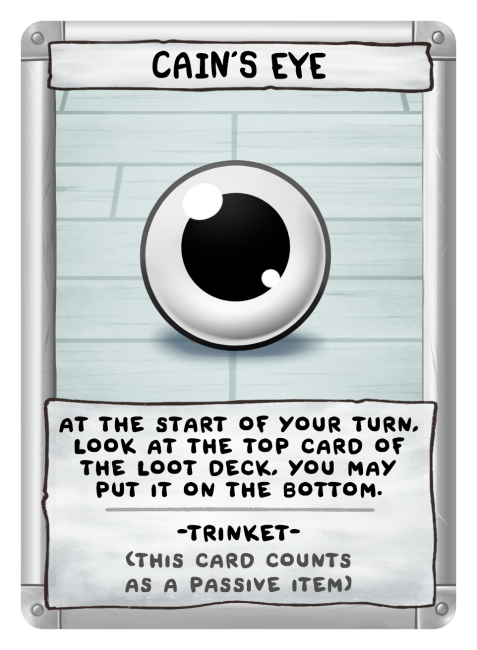 CAIN'S EYE
AT THE START OF YOUR TURN,
LOOK AT THE TOP CARD OF
THE LOOT DECK. YOU MAY
PUT IT ON THE BOTTOM.
-TRINKET-
(THIS CARD COUNTS
AS A PASSIVE ITEM)